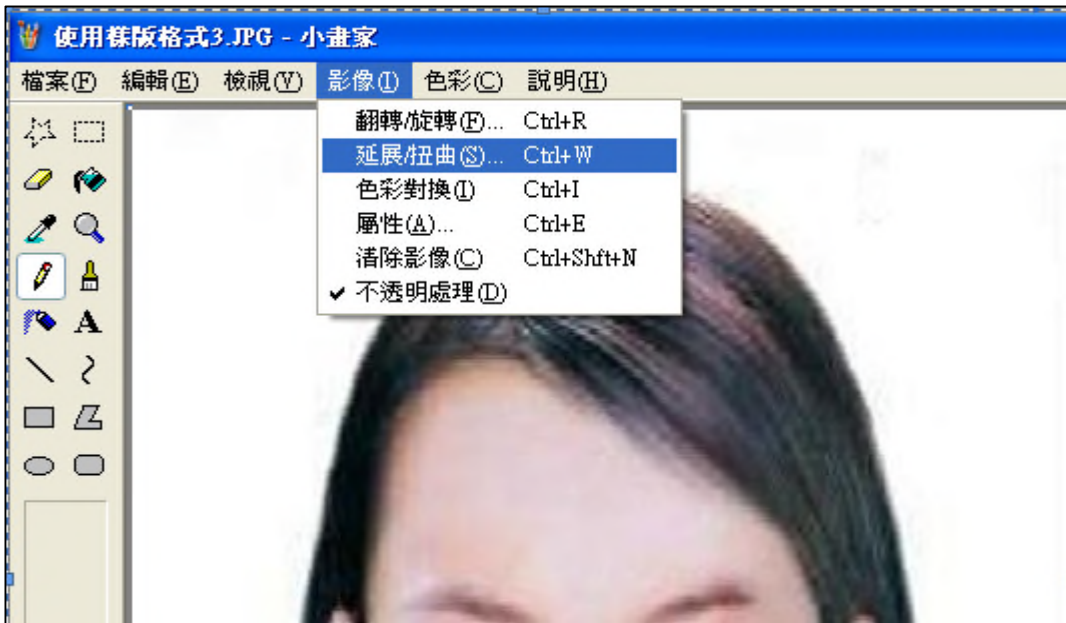 使用樣版格式3.JPG - 小畫家
檔案(F) 編輯(E) 檢視(V) 影像(I) 色彩(C) 說明(H)
翻轉/旋轉(F)... Ctrl+R
延展/扭曲(S)... Ctrl+W
色彩對換(I) Ctrl+I
屬性(A)... Ctrl+E
清除影像(C) Ctrl+Shft+N
不透明處理(D)
A